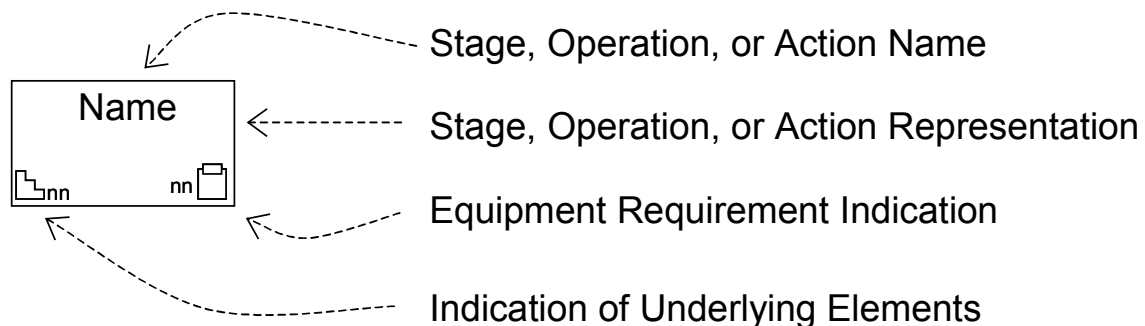 Stage, Operation, or Action Name
Name
Stage, Operation, or Action Representation
nn
nn
Equipment Requirement Indication
Indication of Underlying Elements